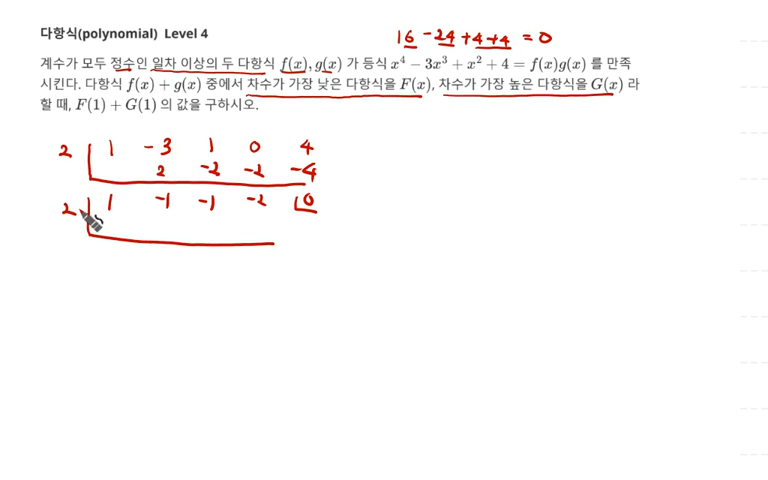 다항식(polynomial) Level 4
16 - 24 + 4 + 4 = 0
계수가 모두 정수인 일차 이상의 두 다항식 f(x), g(x) 가 등식 x⁴ − 3x³ + x² + 4 = f(x)g(x) 를 만족
시킨다. 다항식 f(x) + g(x) 중에서 차수가 가장 낮은 다항식을 F(x), 차수가 가장 높은 다항식을 G(x) 라
할 때, F(1) + G(1) 의 값을 구하시오.
2 1 -3 1 0 4
2 -2 -2 -4
2 1 -1 -1 -2 0